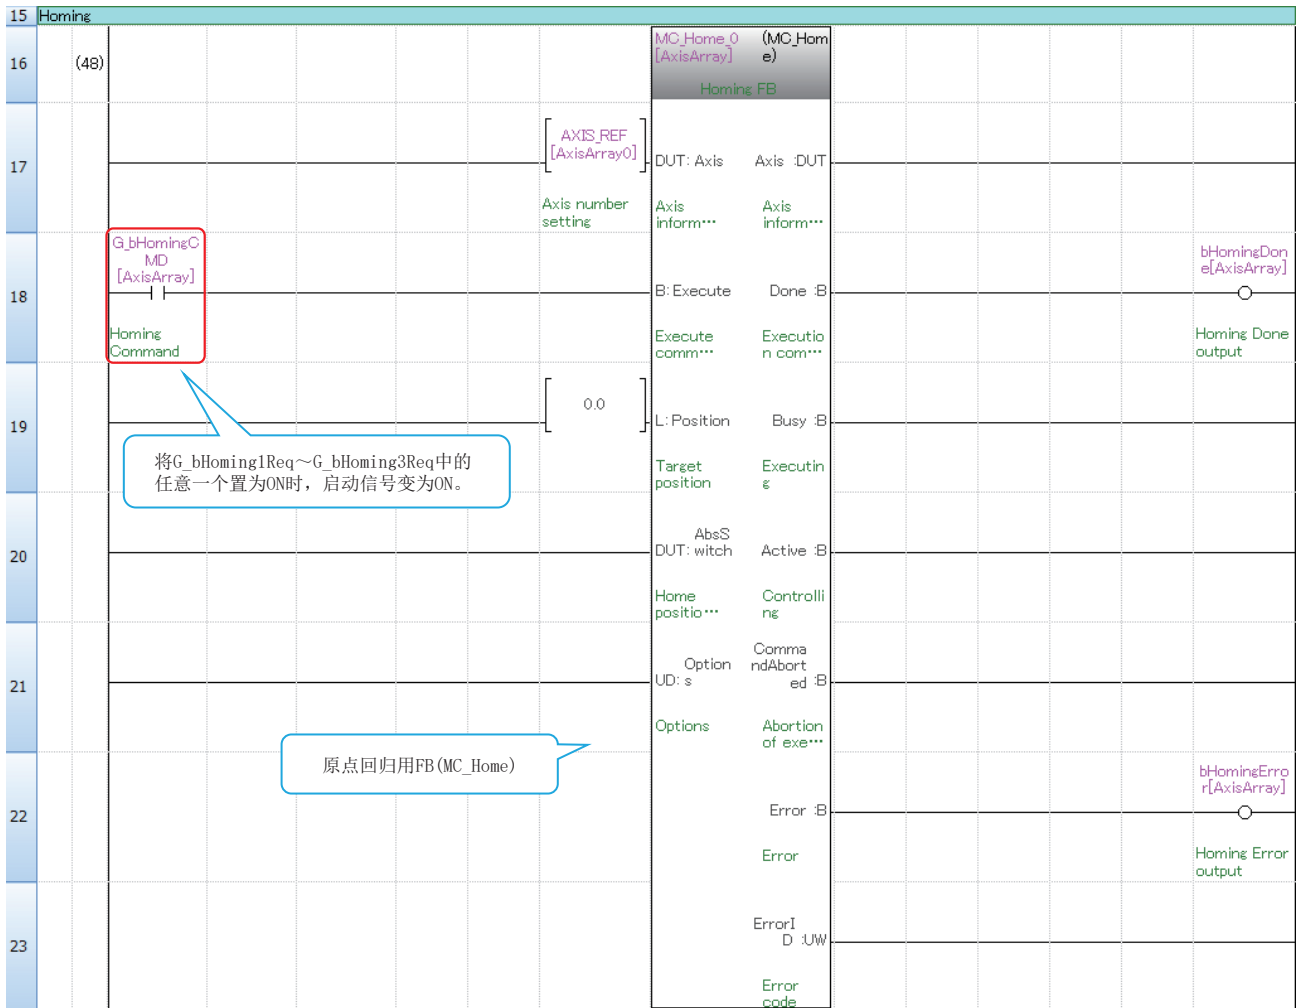 15 Homing
16 (48)
MC_Home_0 (MC_Hom
[AxisArray] e)
Homing FB
17
AXIS_REF
[AxisArray0]
DUT: Axis Axis :DUT
Axis number
setting
Axis
inform…
Axis
inform…
18
G_bHomingC
MD
[AxisArray]
Homing
Command
B: Execute Done :B
Execute
comm…
Executio
n com…
bHomingDon
e[AxisArray]
Homing Done
output
19
0.0
L: Position Busy :B
Target
position
Executin
g
将G_bHoming1Req～G_bHoming3Req中的
任意一个置为ON时，启动信号变为ON。
20
AbsS
DUT: witch Active :B
Home
positio…
Controlli
ng
21
Option
UD: s
Comma
ndAbort
ed :B
Options
Abortion
of exe…
原点回归用FB(MC_Home)
22
Error :B
Error
bHomingErro
r[AxisArray]
Homing Error
output
23
ErrorI
D :UW
Error
code